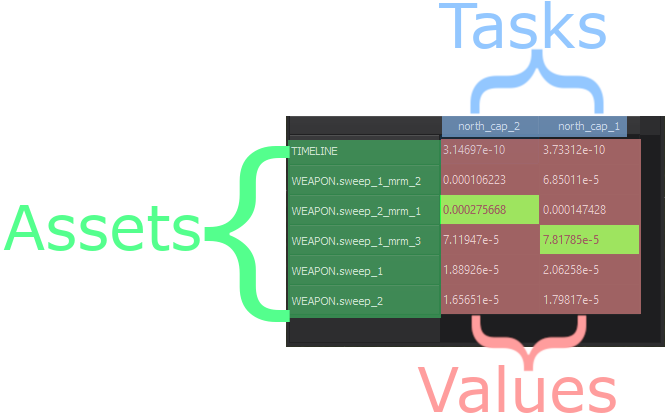 Tasks
north_cap_2 north_cap_1
TIMELINE 3.14697e-10 3.73312e-10
WEAPON.sweep_1_mrm_2 0.000106223 6.85011e-5
WEAPON.sweep_2_mrm_1 0.000275668 0.000147428
WEAPON.sweep_1_mrm_3 7.11947e-5 7.81785e-5
WEAPON.sweep_1 1.88926e-5 2.06258e-5
WEAPON.sweep_2 1.65651e-5 1.79817e-5
Assets
Values